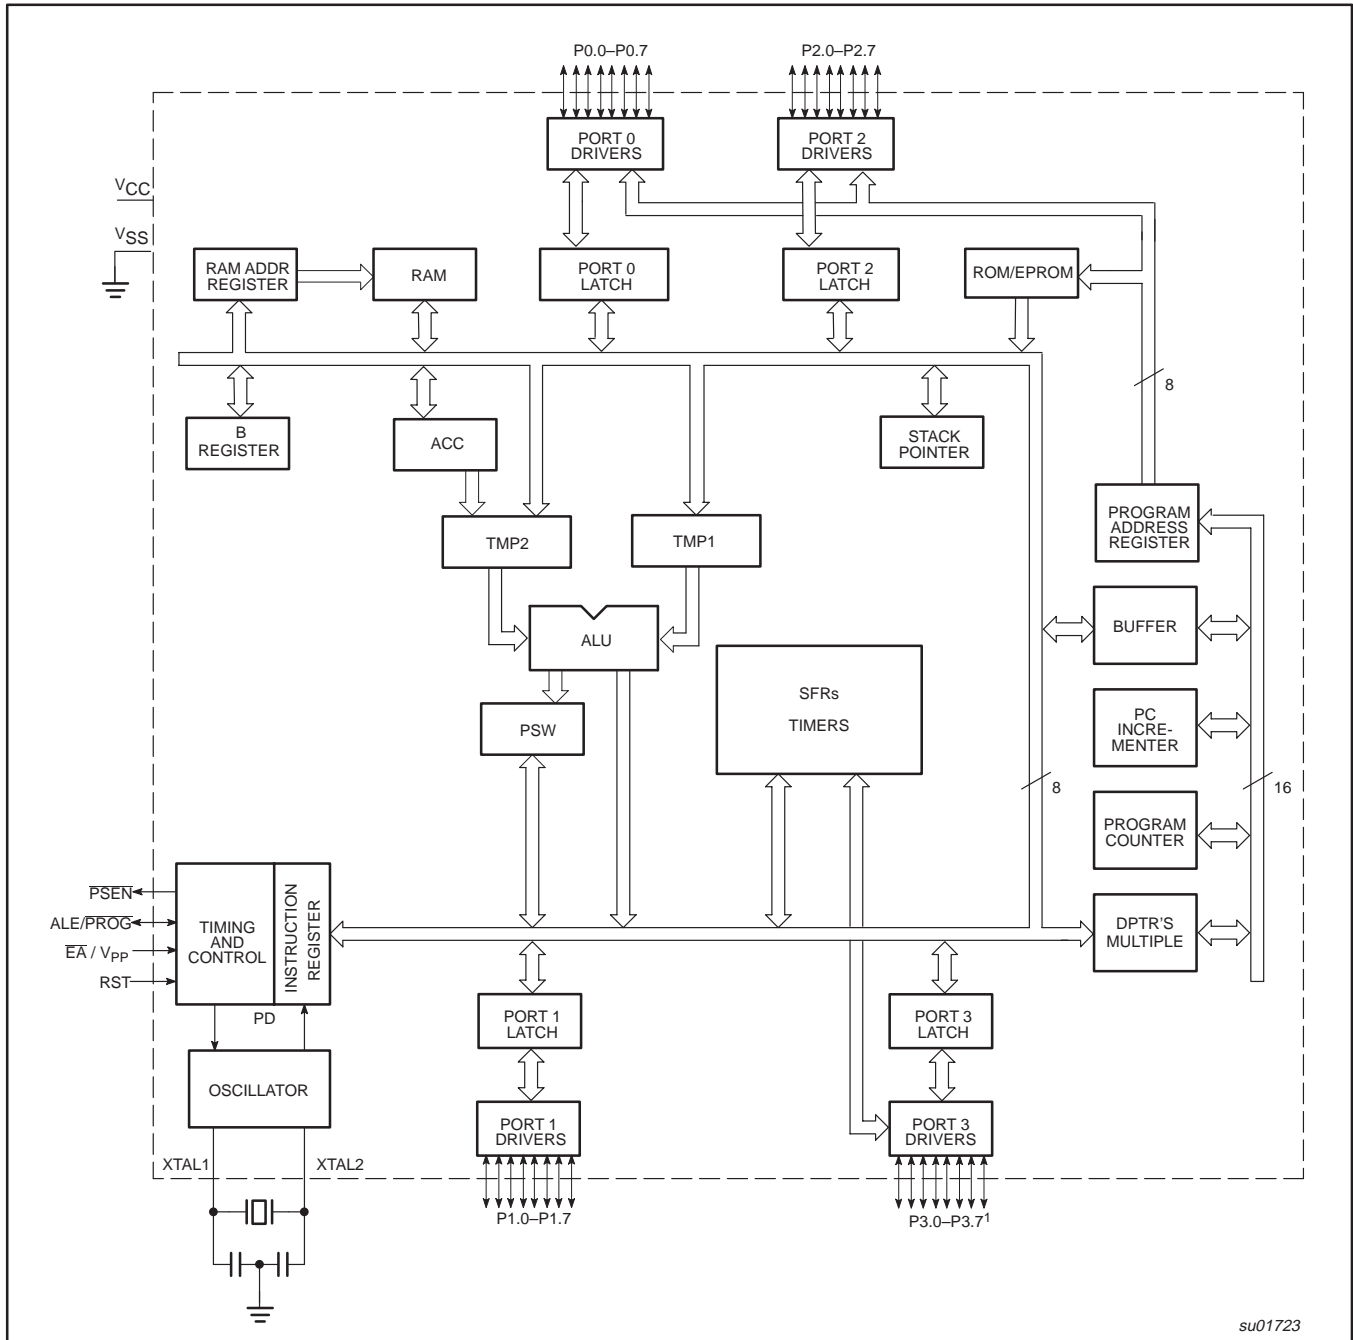 P0.0–P0.7
P2.0–P2.7
PORT 0
DRIVERS
PORT 2
DRIVERS
VCC
VSS
RAM ADDR
REGISTER
RAM
PORT 0
LATCH
PORT 2
LATCH
ROM/EPROM
8
B
REGISTER
ACC
STACK
POINTER
TMP2
TMP1
PROGRAM
ADDRESS
REGISTER
ALU
BUFFER
SFRs
TIMERS
PSW
PC
INCRE-
MENTER
8
16
PROGRAM
COUNTER
PSEN
ALE/PROG
EA / VPP
RST
TIMING
AND
CONTROL
INSTRUCTION
REGISTER
DPTR'S
MULTIPLE
PD
PORT 1
LATCH
PORT 3
LATCH
OSCILLATOR
PORT 1
DRIVERS
PORT 3
DRIVERS
XTAL1
XTAL2
P1.0–P1.7
P3.0–P3.7¹
su01723